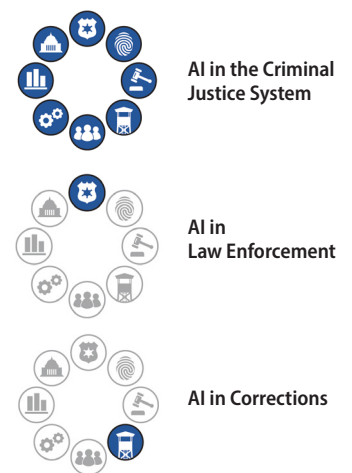 AI in the Criminal
Justice System
AI in
Law Enforcement
AI in Corrections